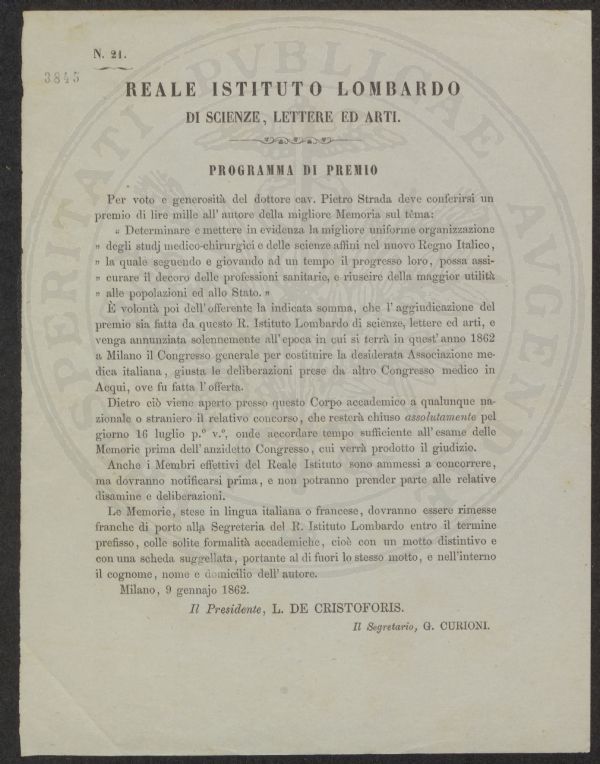 N. 21.
3845
REALE ISTITUTO LOMBARDO
DI SCIENZE, LETTERE ED ARTI.
PROGRAMMA DI PREMIO
Per voto e generosità del dottore cav. Pietro Strada deve conferirsi un
premio di lire mille all' autore della migliore Memoria sul tèma:
« Determinare e mettere in evidenza la migliore uniforme organizzazione
" degli studj medico-chirurgici e delle scienze affini nel nuovo Regno Italico,
" la quale seguendo e giovando ad un tempo il progresso loro, possa assi-
" curare il decoro delle professioni sanitarie, e riuscire della maggior utilità
" alle popolazioni ed allo Stato. "
È volontà poi dell' offerente la indicata somma, che l' aggiudicazione del
premio sia fatta da questo R. Istituto Lombardo di scienze, lettere ed arti, e
venga annunziata solennemente all' epoca in cui si terrà in quest' anno 1862
a Milano il Congresso generale per costituire la desiderata Associazione me-
dica italiana, giusta le deliberazioni prese da altro Congresso medico in
Acqui, ove fu fatta l' offerta.
Dietro ciò viene aperto presso questo Corpo accademico a qualunque na-
zionale o straniero il relativo concorso, che resterà chiuso assolutamente pel
giorno 16 luglio p.° v.°, onde accordare tempo sufficiente all' esame delle
Memorie prima dell' anzidetto Congresso, cui verrà prodotto il giudizio.
Anche i Membri effettivi del Reale Istituto sono ammessi a concorrere,
ma dovranno notificarsi prima, e non potranno prender parte alle relative
disamine e deliberazioni.
Le Memorie, stese in lingua italiana o francese, dovranno essere rimesse
franche di porto alla Segreteria del R. Istituto Lombardo entro il termine
prefisso, colle solite formalità accademiche, cioè con un motto distintivo e
con una scheda suggellata, portante al di fuori lo stesso motto, e nell' interno
il cognome, nome e domicilio dell' autore.
Milano, 9 gennajo 1862.
Il Presidente, L. DE CRISTOFORIS.
Il Segretario, G. CURIONI.
PVBLICAE AVGENDAE
SPERITATI